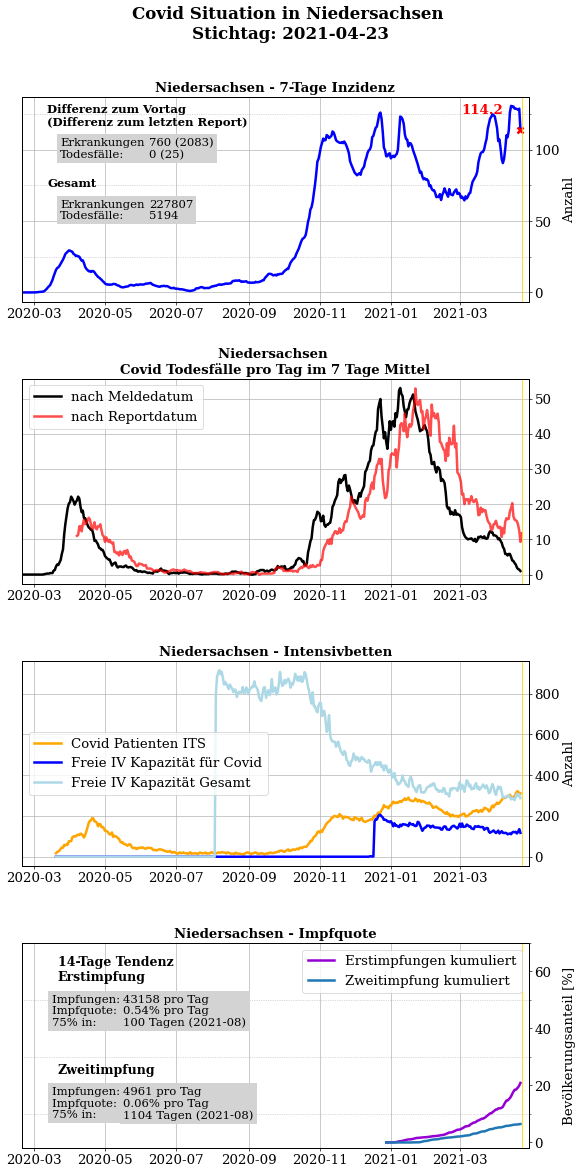 Covid Situation in Niedersachsen
Stichtag: 2021-04-23
Niedersachsen - 7-Tage Inzidenz
Differenz zum Vortag
(Differenz zum letzten Report)
Erkrankungen 760 (2083)
Todesfälle: 0 (25)
Gesamt
Erkrankungen 227807
Todesfälle: 5194
114.2
100
50
0
Anzahl
2020-03 2020-05 2020-07 2020-09 2020-11 2021-01 2021-03
Niedersachsen
Covid Todesfälle pro Tag im 7 Tage Mittel
nach Meldedatum
nach Reportdatum
50
40
30
20
10
0
2020-03 2020-05 2020-07 2020-09 2020-11 2021-01 2021-03
Niedersachsen - Intensivbetten
Covid Patienten ITS
Freie IV Kapazität für Covid
Freie IV Kapazität Gesamt
800
600
400
200
0
Anzahl
2020-03 2020-05 2020-07 2020-09 2020-11 2021-01 2021-03
Niedersachsen - Impfquote
14-Tage Tendenz
Erstimpfung
Impfungen: 43158 pro Tag
Impfquote: 0.54% pro Tag
75% in: 100 Tagen (2021-08)
Zweitimpfung
Impfungen: 4961 pro Tag
Impfquote: 0.06% pro Tag
75% in: 1104 Tagen (2021-08)
Erstimpfungen kumuliert
Zweitimpfung kumuliert
60
40
20
0
Bevölkerungsanteil [%]
2020-03 2020-05 2020-07 2020-09 2020-11 2021-01 2021-03